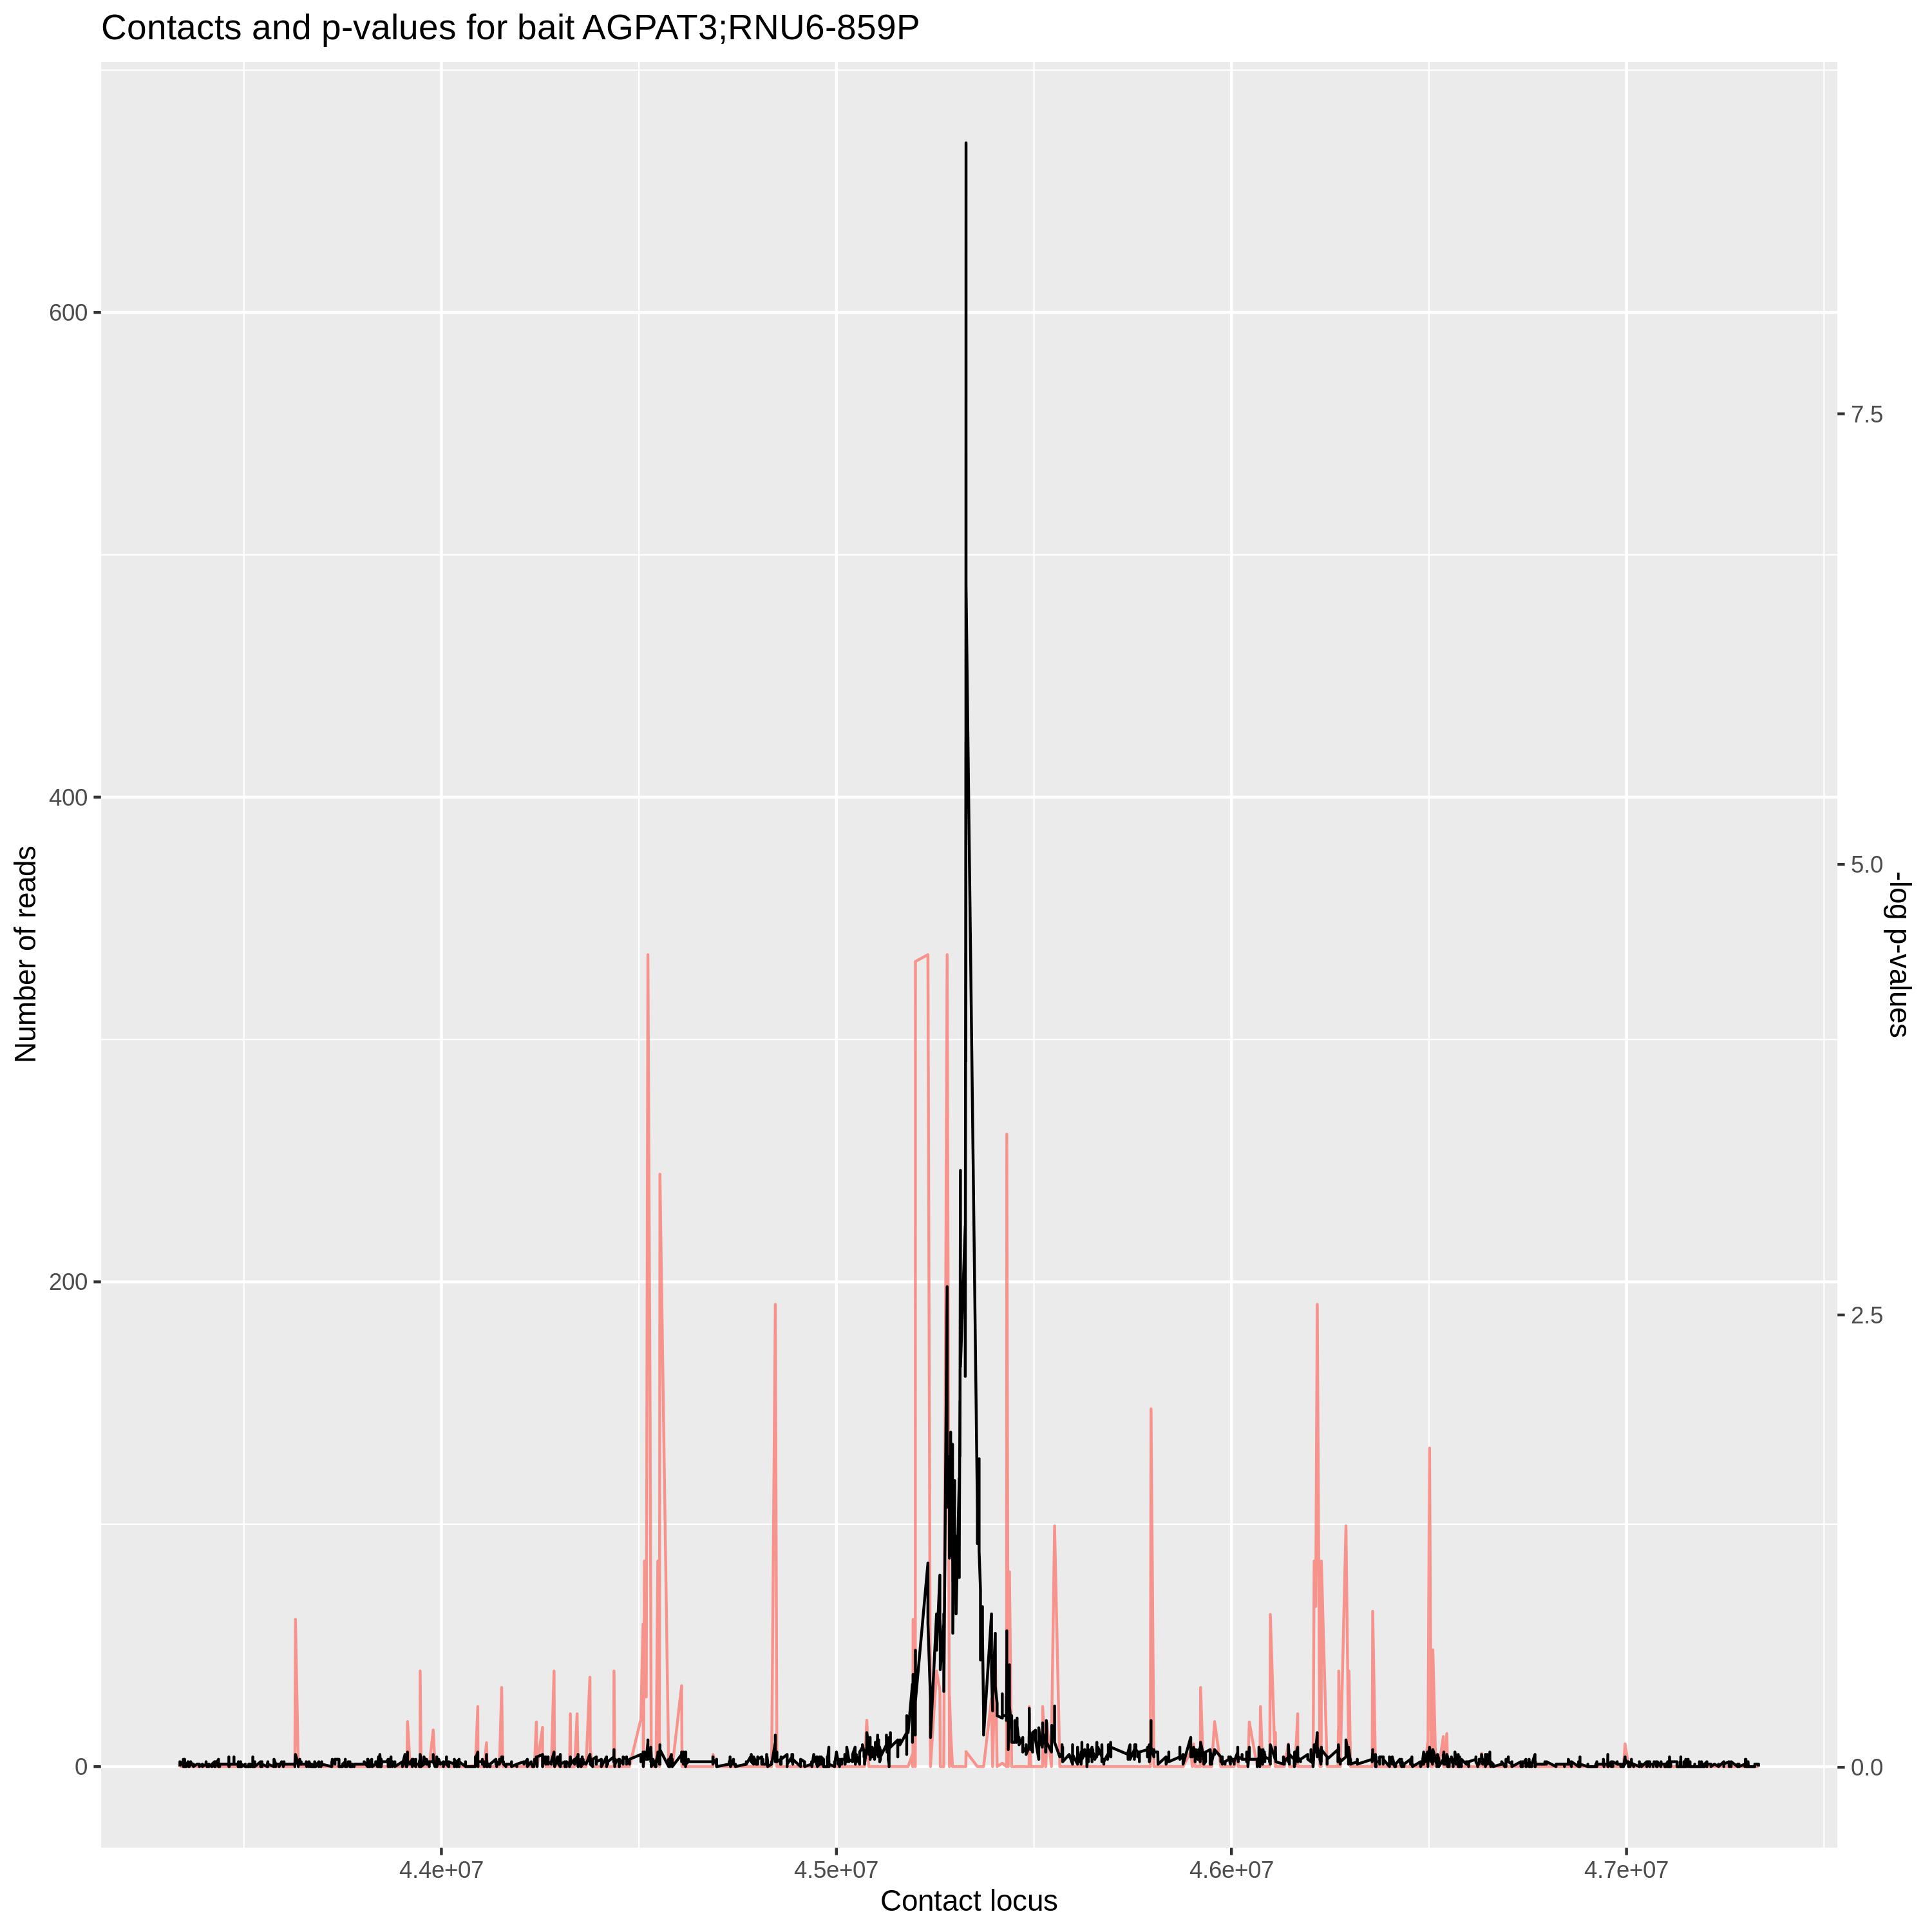 Contacts and p-values for bait AGPAT3;RNU6-859P
600
400
200
0
Number of reads
7.5
5.0
2.5
0.0
-log p-values
4.4e+07
4.5e+07
4.6e+07
4.7e+07
Contact locus